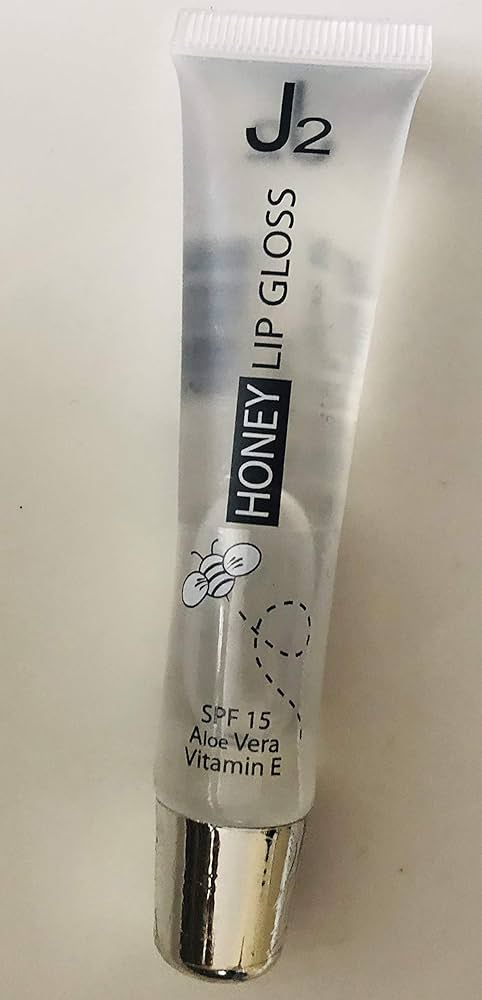 J2
HONEY LIP GLOSS
SPF 15
Aloe Vera
Vitamin E